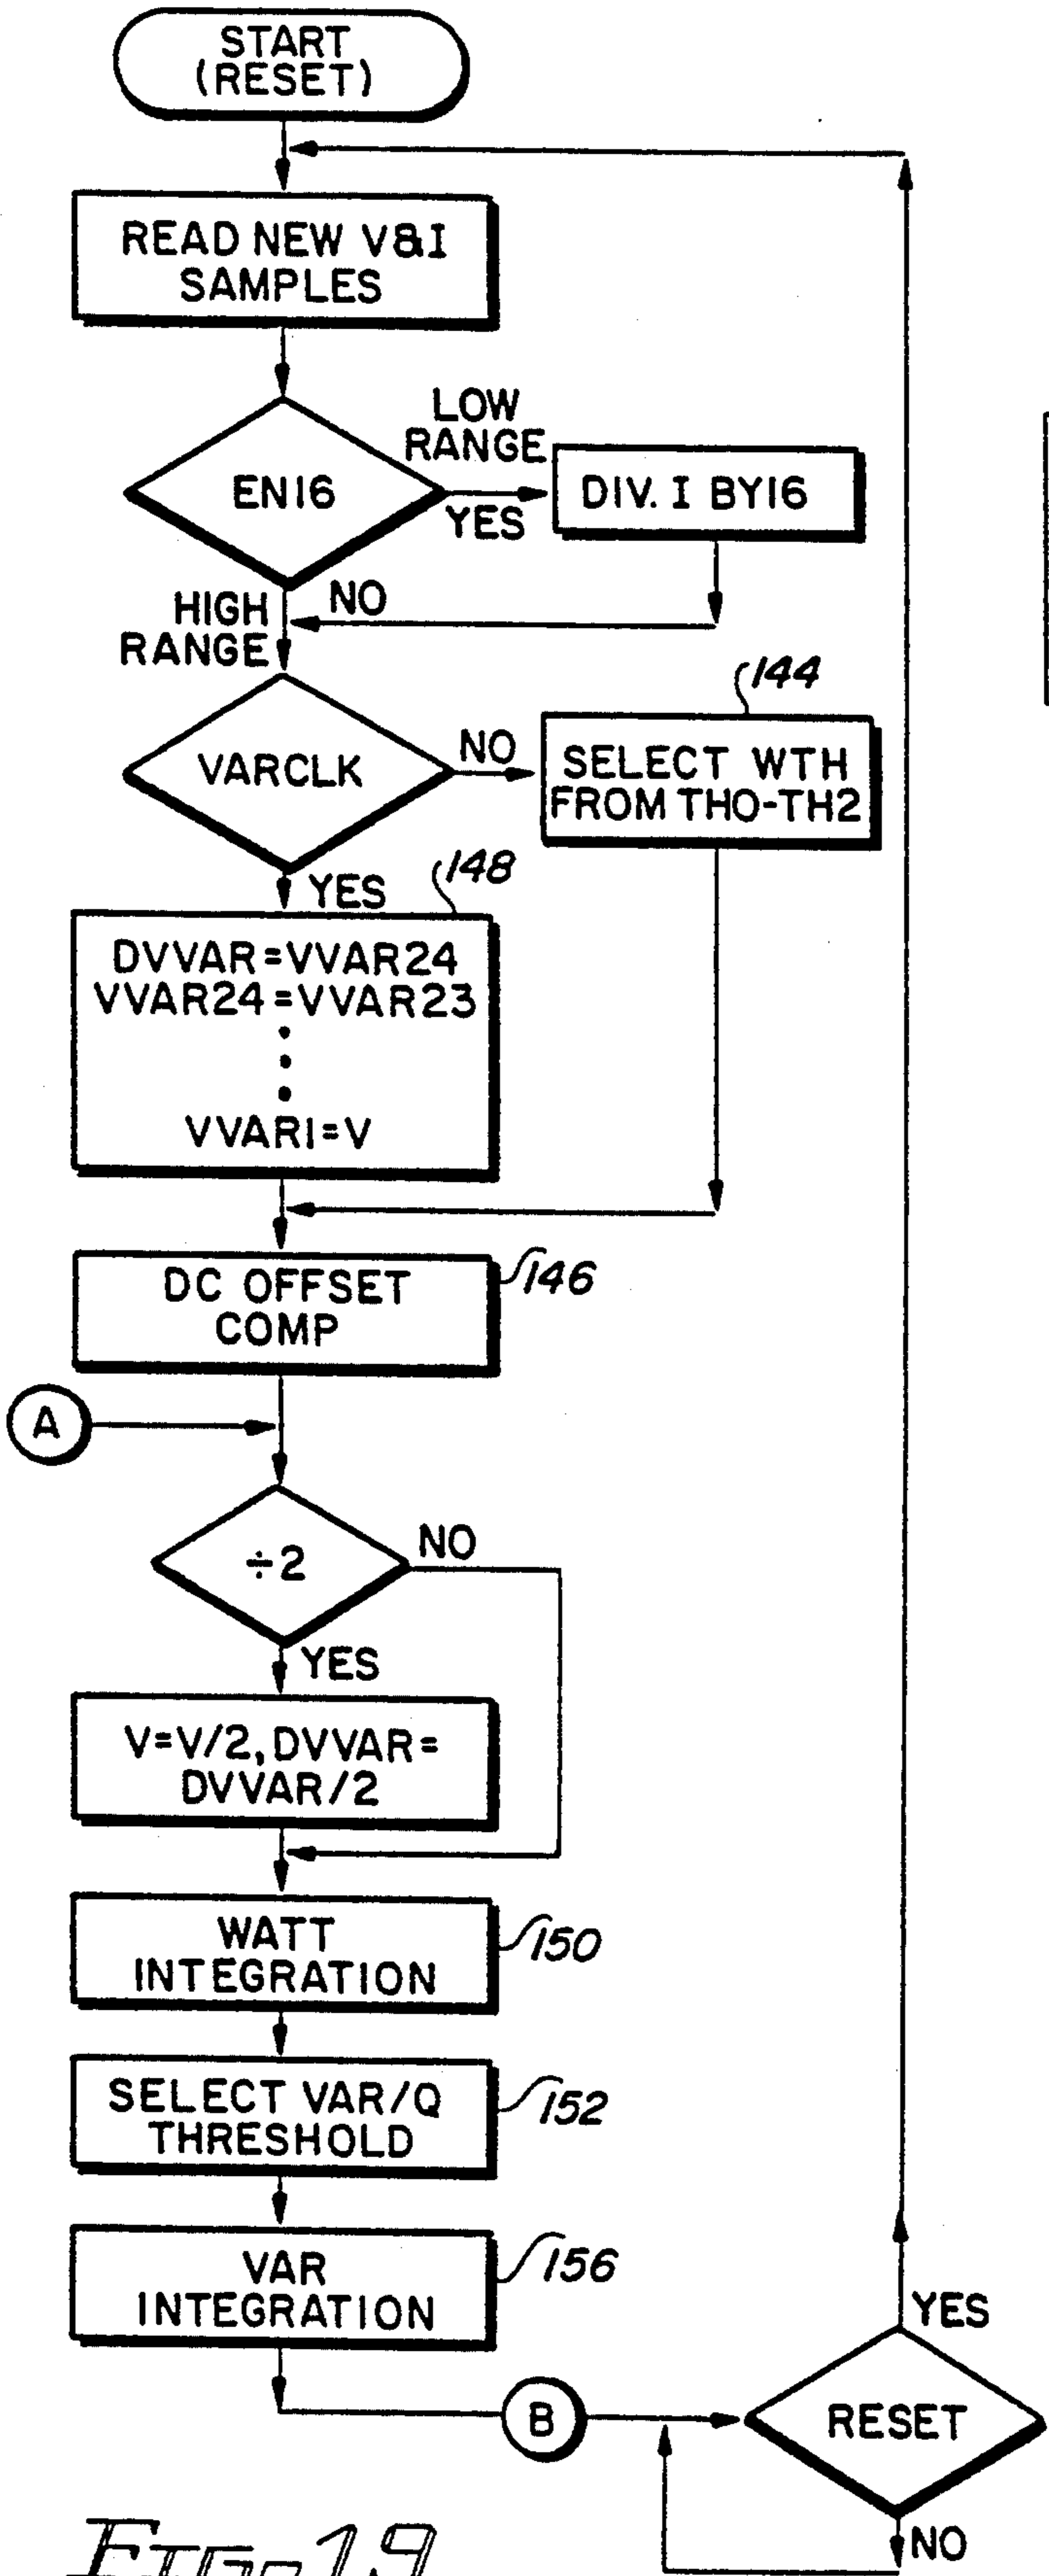 START
(RESET)
READ NEW V&I
SAMPLES
LOW
RANGE
EN16
YES
DIV. I BY16
HIGH
RANGE
NO
144
VARCLK
NO
SELECT WTH
FROM TH0-TH2
148
YES
DVVAR=VVAR24
VVAR24=VVAR23
VVAR1=V
DC OFFSET
COMP
146
A
÷2
NO
YES
V=V/2,DVVAR=
DVVAR/2
WATT
INTEGRATION
150
SELECT VAR/Q
THRESHOLD
152
VAR
INTEGRATION
156
YES
B
RESET
NO
FIG. 19